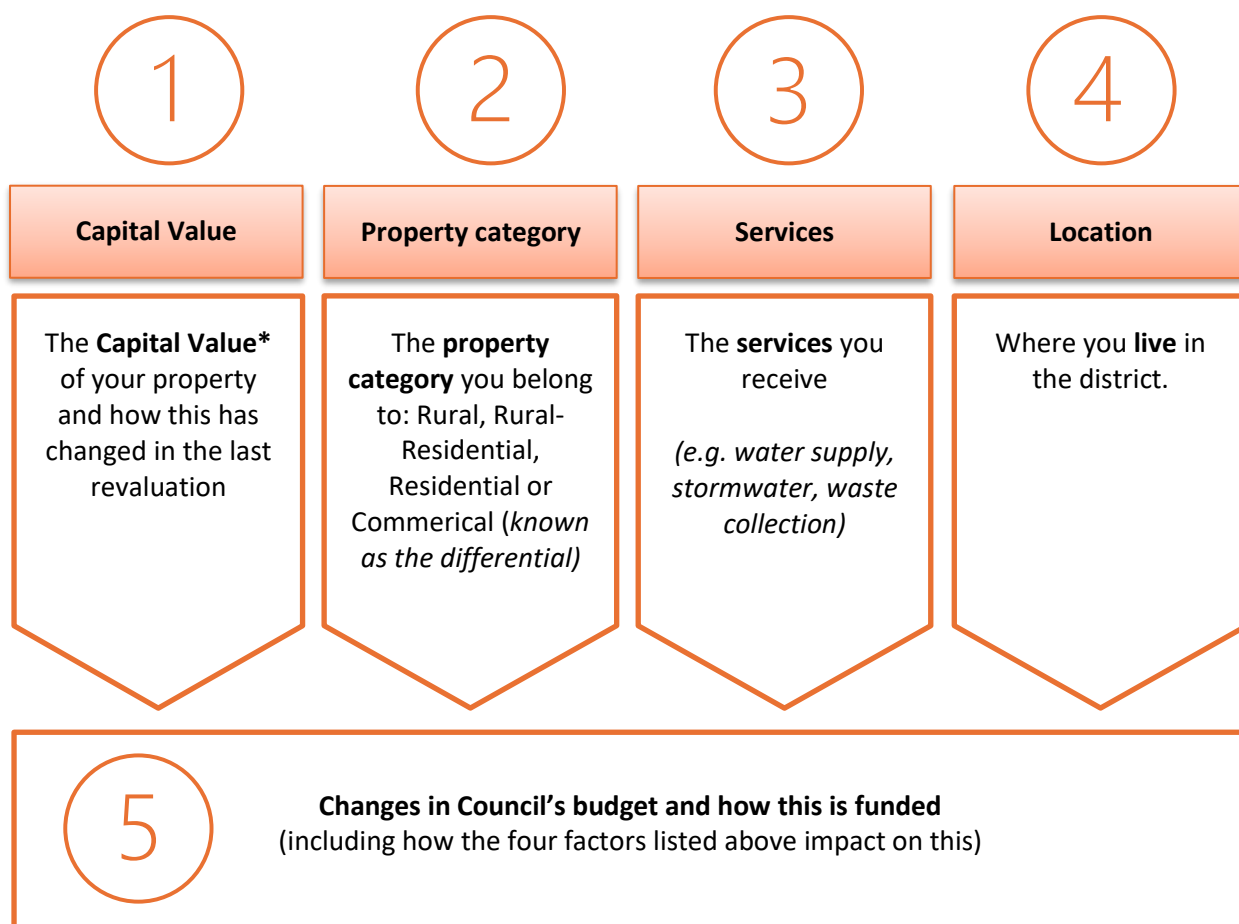 1
2
3
4
Capital Value
Property category
Services
Location
The Capital Value*
of your property
and how this has
changed in the last
revaluation
The property
category you belong
to: Rural, Rural-
Residential,
Residential or
Commerical (known
as the differential)
The services you
receive
(e.g. water supply,
stormwater, waste
collection)
Where you live in
the district.
5
Changes in Council’s budget and how this is funded
(including how the four factors listed above impact on this)